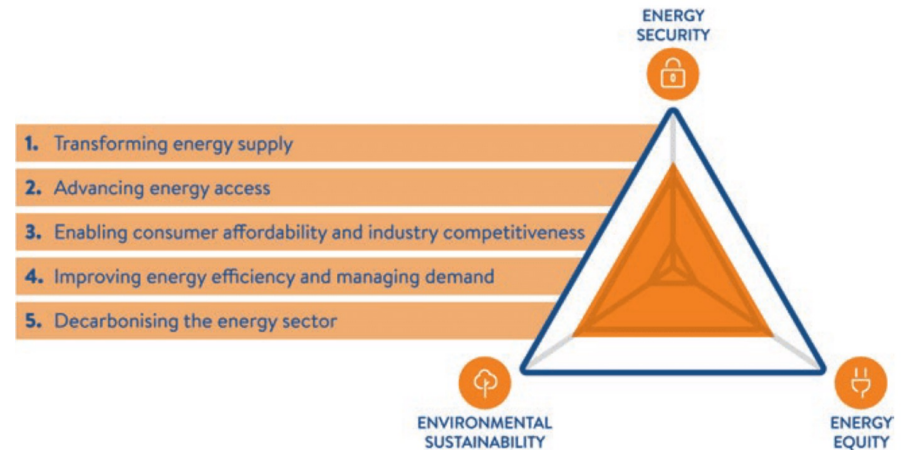 ENERGY
SECURITY
1. Transforming energy supply
2. Advancing energy access
3. Enabling consumer affordability and industry competitiveness
4. Improving energy efficiency and managing demand
5. Decarbonising the energy sector
ENVIRONMENTAL
SUSTAINABILITY
ENERGY
EQUITY